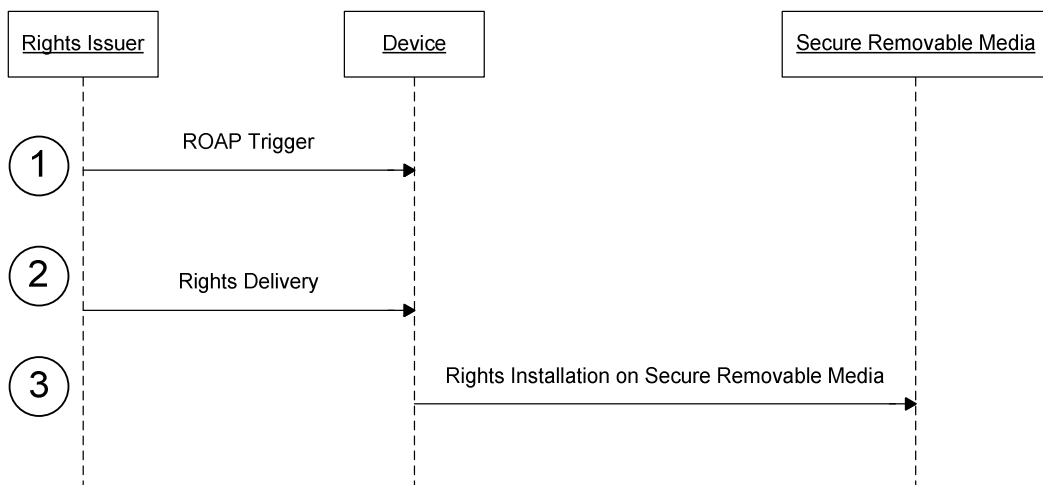 Rights Issuer
Device
Secure Removable Media
1
ROAP Trigger
2
Rights Delivery
3
Rights Installation on Secure Removable Media